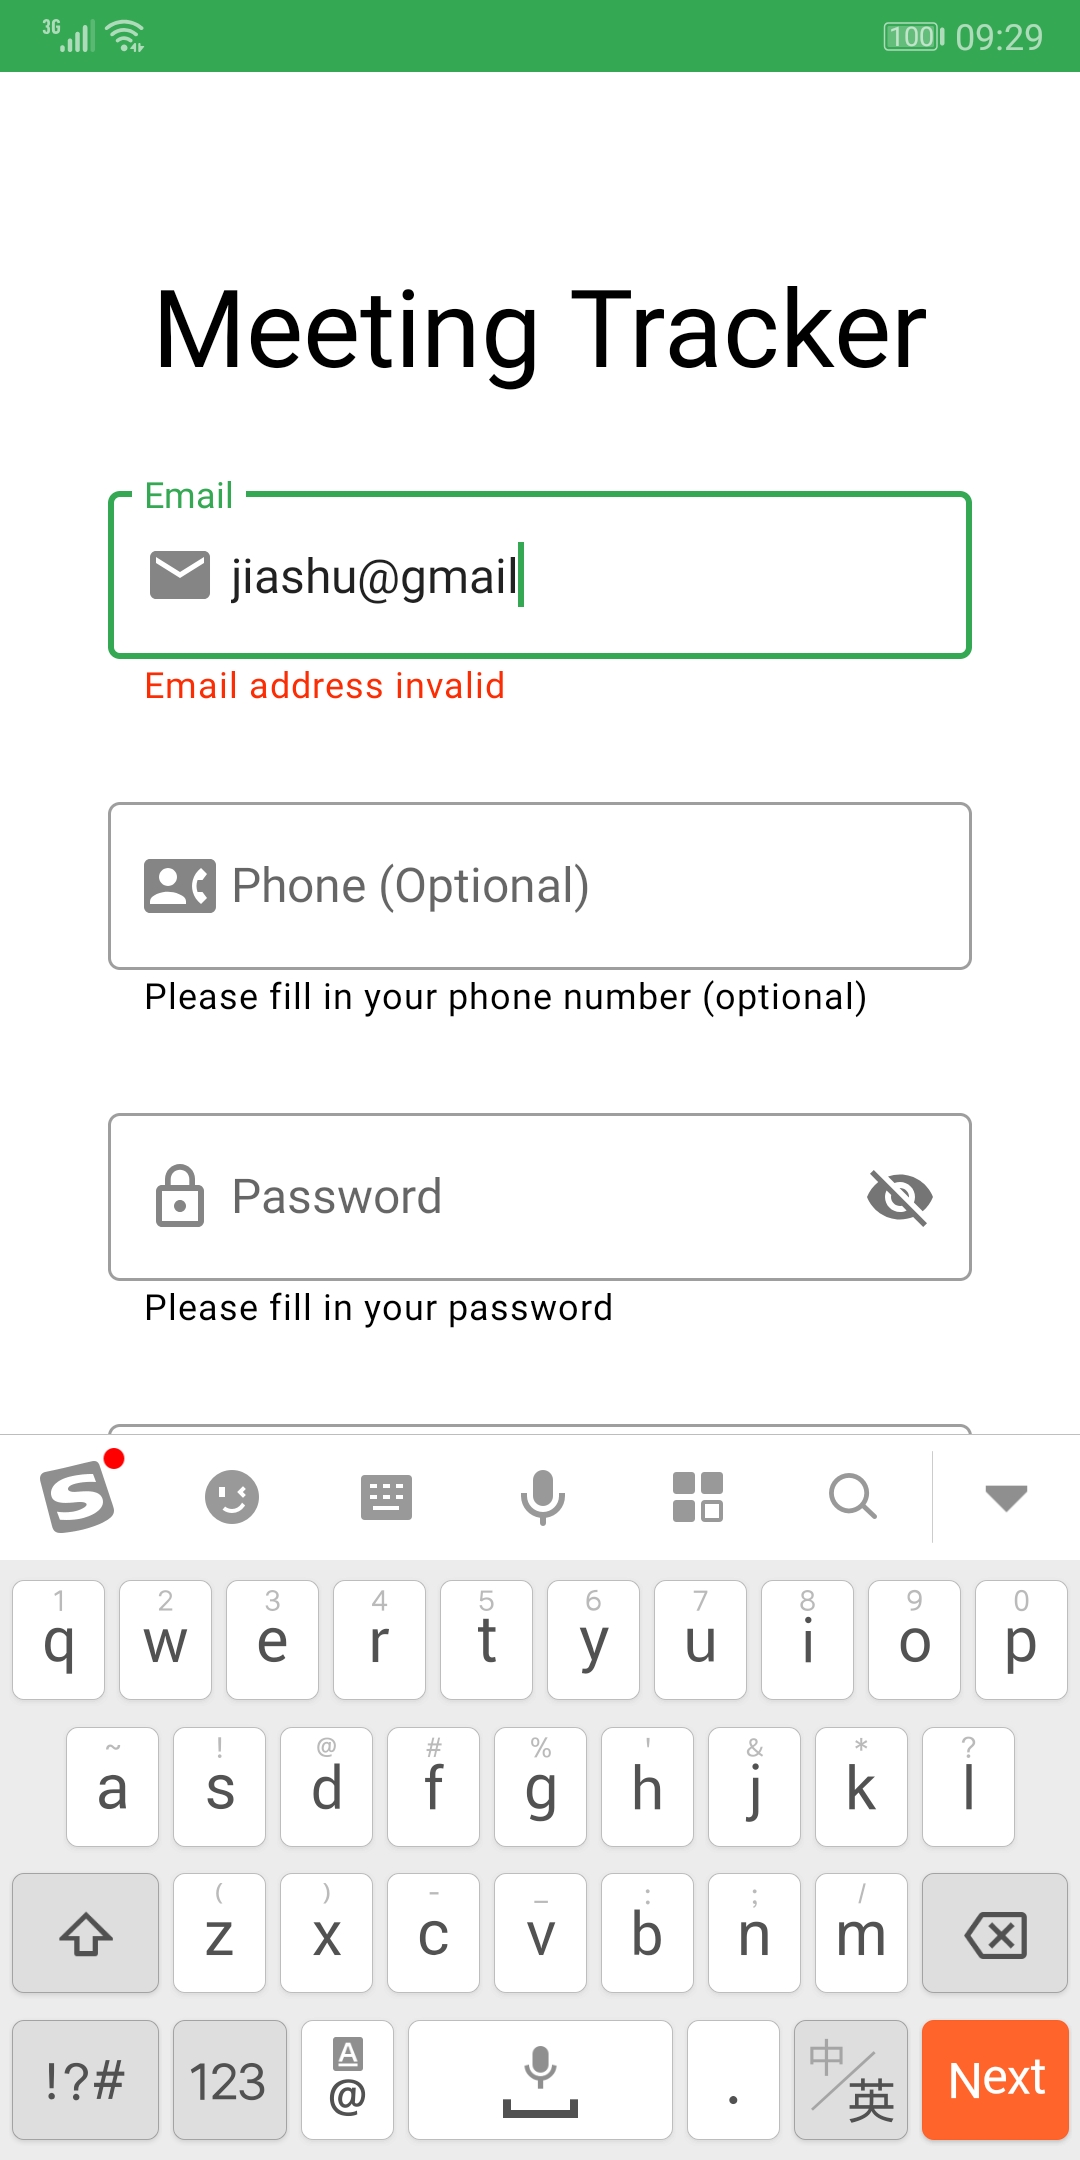 3G 100 09:29
Meeting Tracker
Email
jiashu@gmail
Email address invalid
Phone (Optional)
Please fill in your phone number (optional)
Password
Please fill in your password
S
1 2 3 4 5 6 7 8 9 0
q w e r t y u i o p
~ ! @ # % ' & * ?
a s d f g h j k l
( ) - _ : ; /
z x c v b n m
!?# 123 A @ . 中/英 Next